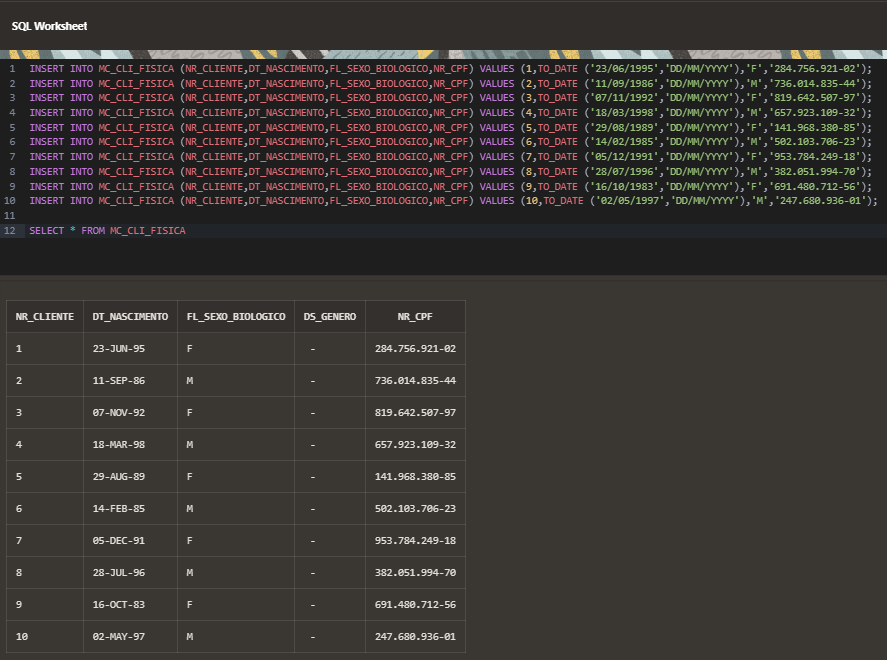 SQL Worksheet
1 INSERT INTO MC_CLI_FISICA (NR_CLIENTE,DT_NASCIMENTO,FL_SEXO_BIOLOGICO,NR_CPF) VALUES (1,TO_DATE ('23/06/1995','DD/MM/YYYY'),'F','284.756.921-02');
2 INSERT INTO MC_CLI_FISICA (NR_CLIENTE,DT_NASCIMENTO,FL_SEXO_BIOLOGICO,NR_CPF) VALUES (2,TO_DATE ('11/09/1986','DD/MM/YYYY'),'M','736.014.835-44');
3 INSERT INTO MC_CLI_FISICA (NR_CLIENTE,DT_NASCIMENTO,FL_SEXO_BIOLOGICO,NR_CPF) VALUES (3,TO_DATE ('07/11/1992','DD/MM/YYYY'),'F','819.642.507-97');
4 INSERT INTO MC_CLI_FISICA (NR_CLIENTE,DT_NASCIMENTO,FL_SEXO_BIOLOGICO,NR_CPF) VALUES (4,TO_DATE ('18/03/1998','DD/MM/YYYY'),'M','657.923.109-32');
5 INSERT INTO MC_CLI_FISICA (NR_CLIENTE,DT_NASCIMENTO,FL_SEXO_BIOLOGICO,NR_CPF) VALUES (5,TO_DATE ('29/08/1989','DD/MM/YYYY'),'F','141.968.380-85');
6 INSERT INTO MC_CLI_FISICA (NR_CLIENTE,DT_NASCIMENTO,FL_SEXO_BIOLOGICO,NR_CPF) VALUES (6,TO_DATE ('14/02/1985','DD/MM/YYYY'),'M','502.103.706-23');
7 INSERT INTO MC_CLI_FISICA (NR_CLIENTE,DT_NASCIMENTO,FL_SEXO_BIOLOGICO,NR_CPF) VALUES (7,TO_DATE ('05/12/1991','DD/MM/YYYY'),'F','953.784.249-18');
8 INSERT INTO MC_CLI_FISICA (NR_CLIENTE,DT_NASCIMENTO,FL_SEXO_BIOLOGICO,NR_CPF) VALUES (8,TO_DATE ('28/07/1996','DD/MM/YYYY'),'M','382.051.994-70');
9 INSERT INTO MC_CLI_FISICA (NR_CLIENTE,DT_NASCIMENTO,FL_SEXO_BIOLOGICO,NR_CPF) VALUES (9,TO_DATE ('16/10/1983','DD/MM/YYYY'),'F','691.480.712-56');
10 INSERT INTO MC_CLI_FISICA (NR_CLIENTE,DT_NASCIMENTO,FL_SEXO_BIOLOGICO,NR_CPF) VALUES (10,TO_DATE ('02/05/1997','DD/MM/YYYY'),'M','247.680.936-01');
11
12 SELECT * FROM MC_CLI_FISICA
NR_CLIENTE DT_NASCIMENTO FL_SEXO_BIOLOGICO DS_GENERO NR_CPF
1 23-JUN-95 F - 284.756.921-02
2 11-SEP-86 M - 736.014.835-44
3 07-NOV-92 F - 819.642.507-97
4 18-MAR-98 M - 657.923.109-32
5 29-AUG-89 F - 141.968.380-85
6 14-FEB-85 M - 502.103.706-23
7 05-DEC-91 F - 953.784.249-18
8 28-JUL-96 M - 382.051.994-70
9 16-OCT-83 F - 691.480.712-56
10 02-MAY-97 M - 247.680.936-01